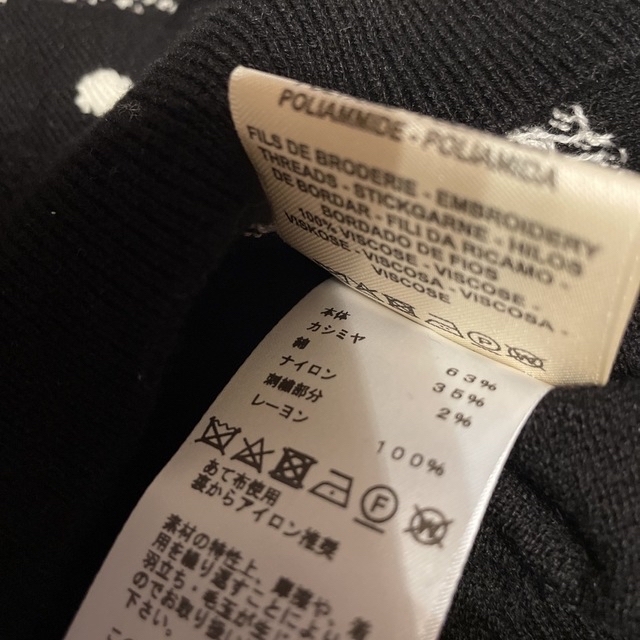 POLIAMMIDE - POLIAMIDA
FILS DE BRODERIE - EMBROIDERY
THREADS - STICKGARNE - HILOS
DE BORDAR - FILI DA RICAMO -
BORDADO DE FIOS
100% VISCOSE - VISCOSE -
VISKOSE - VISCOSA -
本体
カシミヤ 63%
綿 35%
ナイロン 2%
刺繍部分
レーヨン 100%
あて布使用
裏からアイロン推奨
素材の特性上、摩擦や、着
用を繰り返すことによ
羽立ち、毛玉が生
のでお取り扱い
下さい。